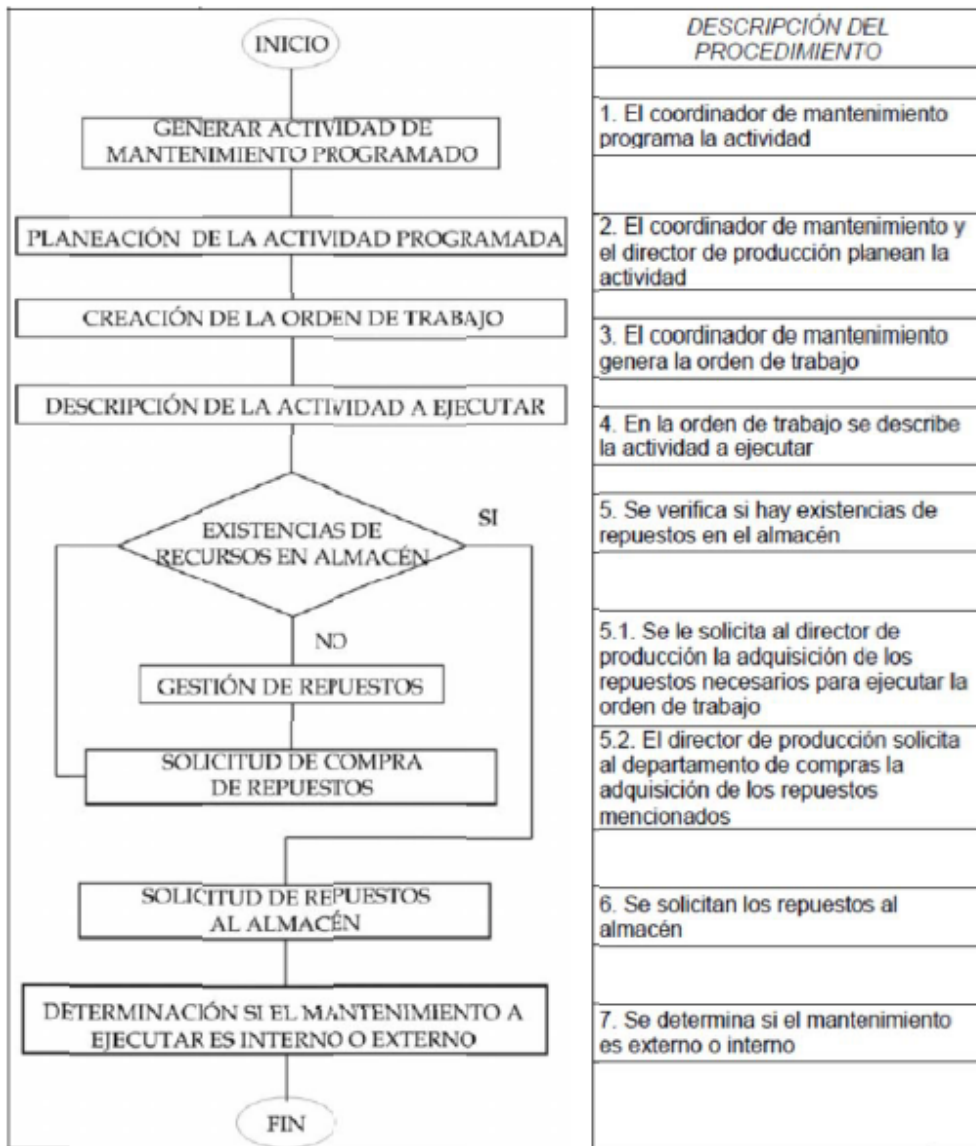 INICIO
GENERAR ACTIVIDAD DE
MANTENIMIENTO PROGRAMADO
PLANEACIÓN DE LA ACTIVIDAD PROGRAMADA
CREACIÓN DE LA ORDEN DE TRABAJO
DESCRIPCIÓN DE LA ACTIVIDAD A EJECUTAR
EXISTENCIAS DE
RECURSOS EN ALMACÉN
SI
NO
GESTIÓN DE REPUESTOS
SOLICITUD DE COMPRA
DE REPUESTOS
SOLICITUD DE REPUESTOS
AL ALMACÉN
DETERMINACIÓN SI EL MANTENIMIENTO A
EJECUTAR ES INTERNO O EXTERNO
FIN
DESCRIPCIÓN DEL
PROCEDIMIENTO
1. El coordinador de mantenimiento
programa la actividad
2. El coordinador de mantenimiento y
el director de producción planean la
actividad
3. El coordinador de mantenimiento
genera la orden de trabajo
4. En la orden de trabajo se describe
la actividad a ejecutar
5. Se verifica si hay existencias de
repuestos en el almacén
5.1. Se le solicita al director de
producción la adquisición de los
repuestos necesarios para ejecutar la
orden de trabajo
5.2. El director de producción solicita
al departamento de compras la
adquisición de los repuestos
mencionados
6. Se solicitan los repuestos al
almacén
7. Se determina si el mantenimiento
es externo o interno